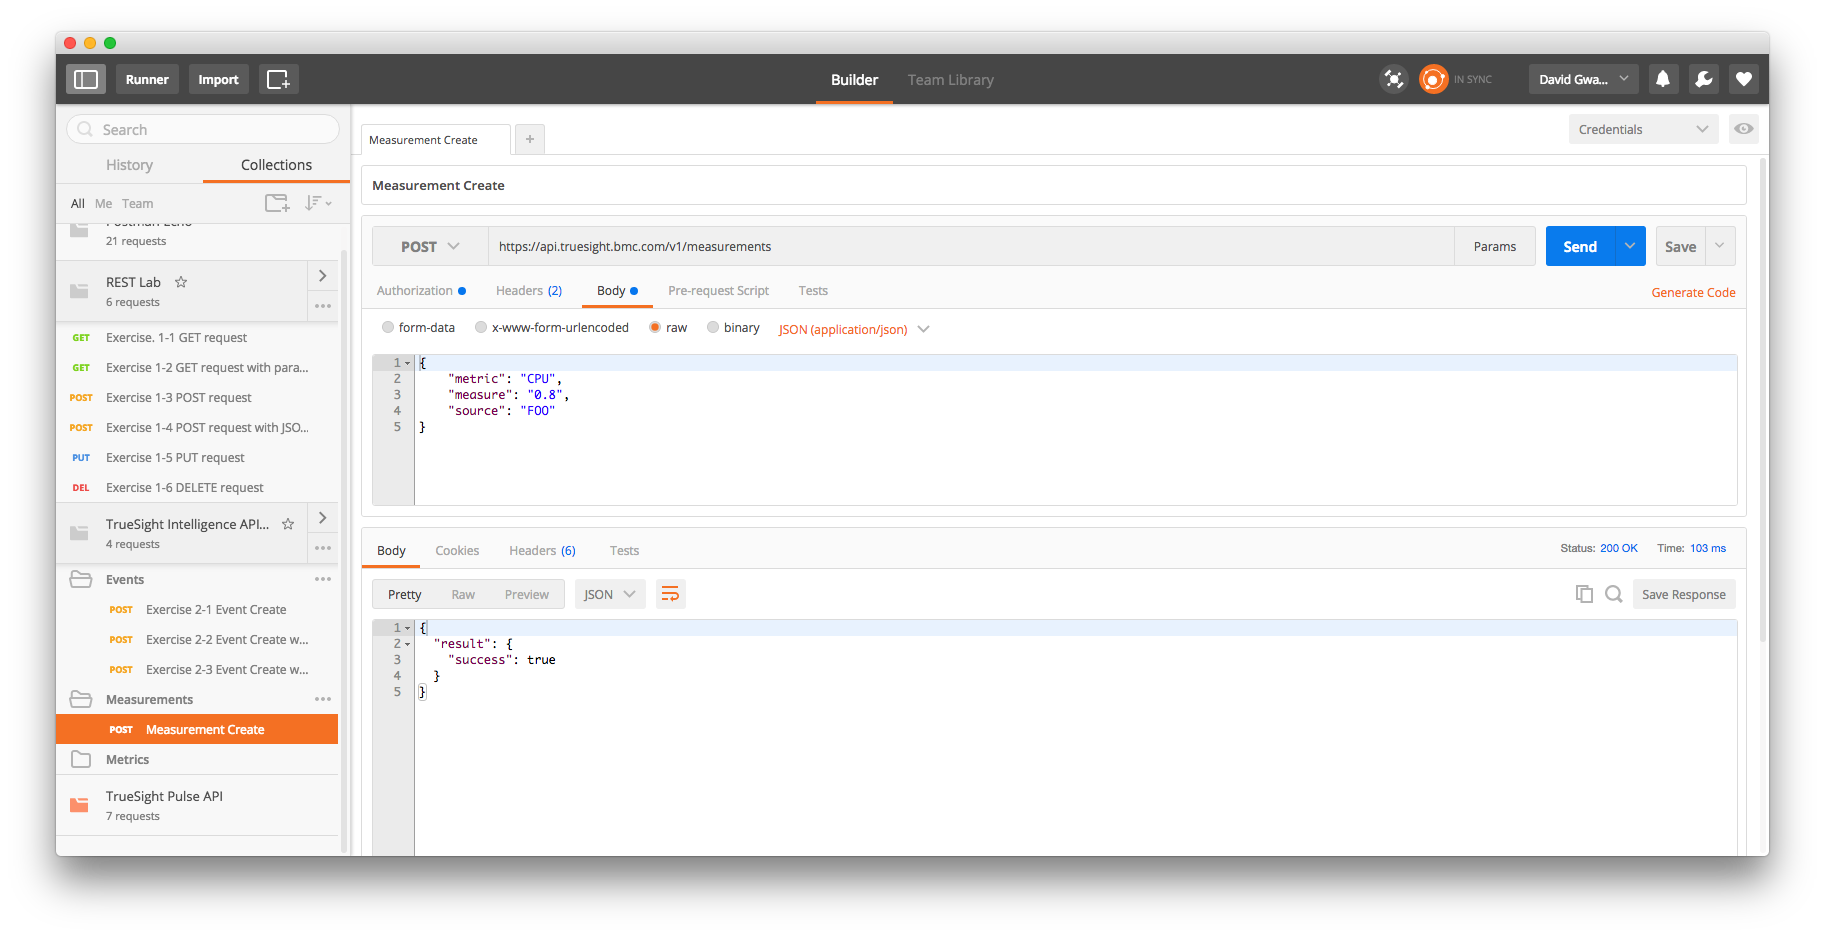 Runner
Import
Builder
Team Library
IN SYNC
David Gwa...
Search
History
Collections
All Me Team
Postman Echo
21 requests
REST Lab
6 requests
GET Exercise. 1-1 GET request
GET Exercise 1-2 GET request with para...
POST Exercise 1-3 POST request
POST Exercise 1-4 POST request with JSO...
PUT Exercise 1-5 PUT request
DEL Exercise 1-6 DELETE request
TrueSight Intelligence API...
4 requests
Events
POST Exercise 2-1 Event Create
POST Exercise 2-2 Event Create w...
POST Exercise 2-3 Event Create w...
Measurements
POST Measurement Create
Metrics
TrueSight Pulse API
7 requests
Measurement Create
+
Credentials
Measurement Create
POST
https://api.truesight.bmc.com/v1/measurements
Params
Send
Save
Authorization
Headers (2)
Body
Pre-request Script
Tests
Generate Code
form-data
x-www-form-urlencoded
raw
binary
JSON (application/json)
1 {
2 "metric": "CPU",
3 "measure": "0.8",
4 "source": "FOO"
5 }
Body
Cookies
Headers (6)
Tests
Status: 200 OK
Time: 103 ms
Pretty
Raw
Preview
JSON
Save Response
1 {
2 "result": {
3 "success": true
4 }
5 }